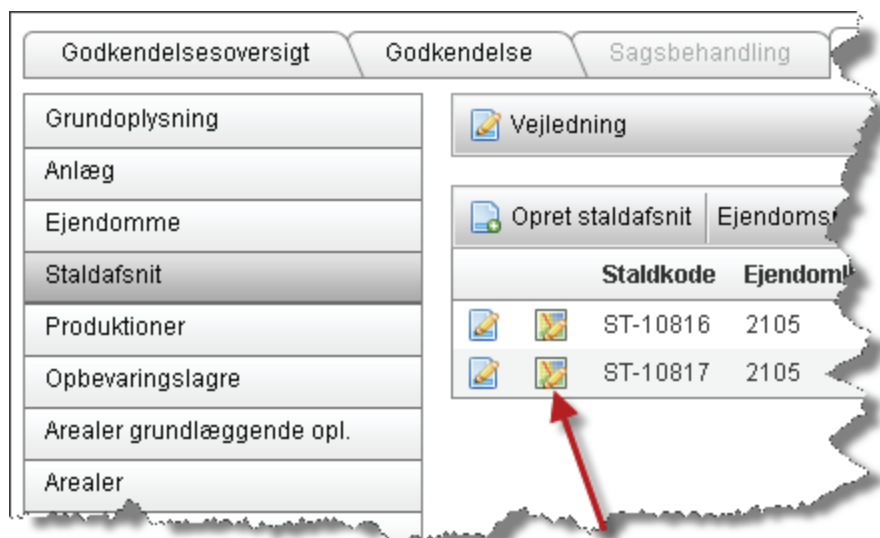 Godkendelsesoversigt Godkendelse Sagsbehandling
Grundoplysning
Anlæg
Ejendomme
Staldafsnit
Produktioner
Opbevaringslagre
Arealer grundlæggende opl.
Arealer
Vejledning
Opret staldafsnit
Staldkode
ST-10816 2105
ST-10817 2105